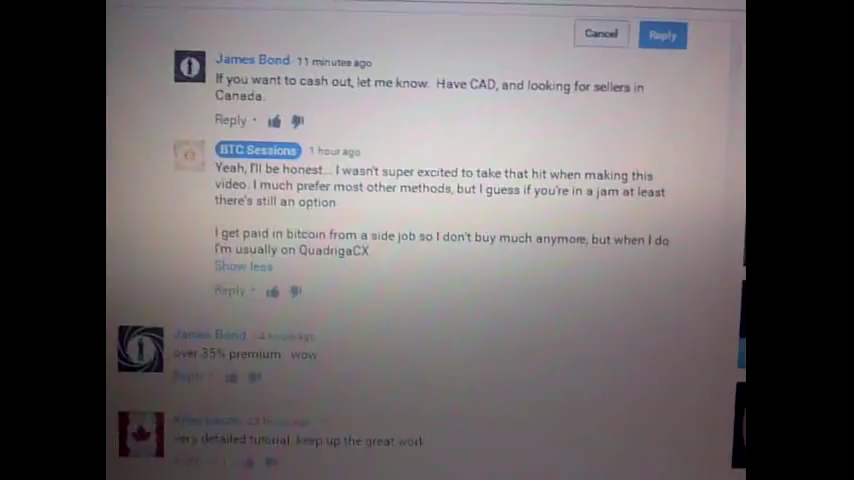 Cancel
Reply
James Bond 11 minutes ago
If you want to cash out, let me know. Have CAD, and looking for sellers in
Canada.
Reply
BTC Sessions 1 hour ago
Yeah, I'll be honest... I wasn't super excited to take that hit when making this
video. I much prefer most other methods, but I guess if you're in a jam at least
there's still an option
I get paid in bitcoin from a side job so I don't buy much anymore, but when I do
I'm usually on QuadrigaCX
Show less
Reply
James Bond hours ago
over 35% premium wow
Reply
hours ago
very detailed tutorial. keep up the great work